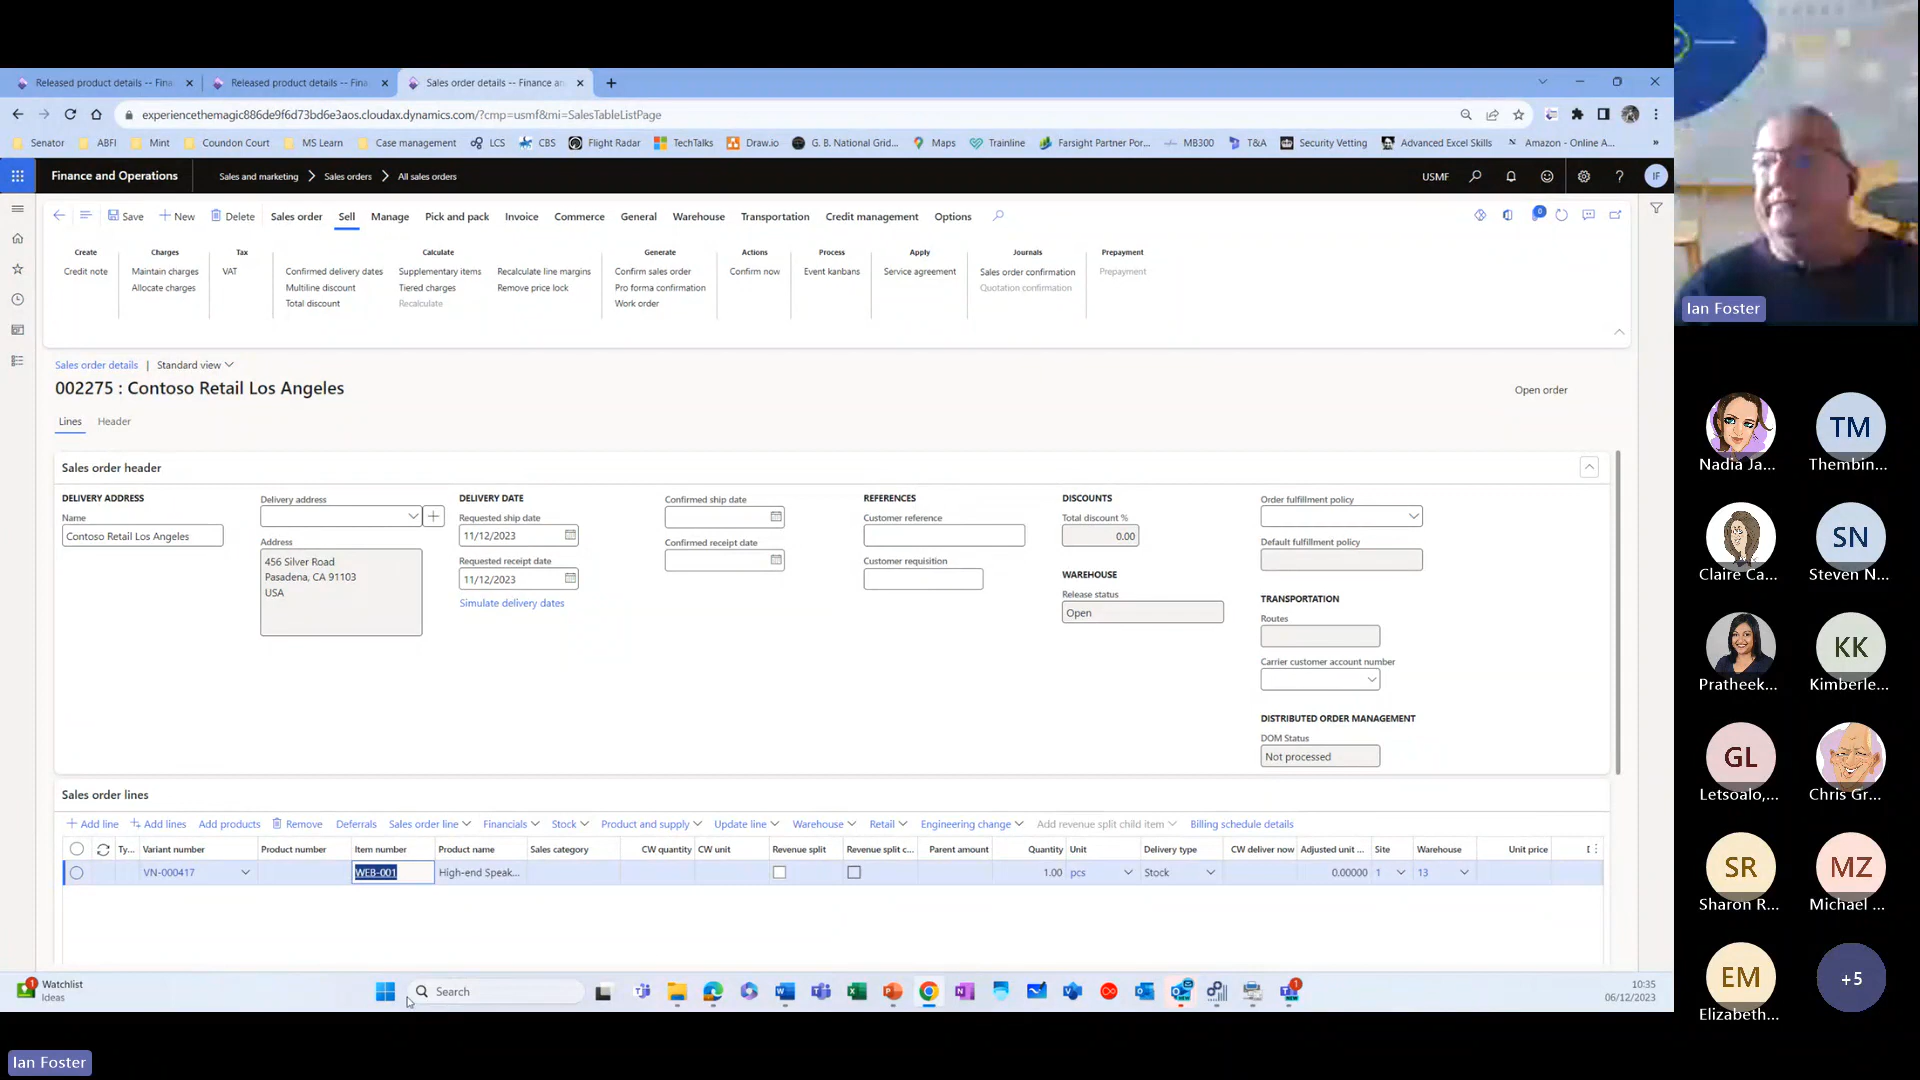 Released product details -- Fina
Released product details -- Fina
Sales order details -- Finance an
experiencethemagic886de9f6d73bd6e3aos.cloudax.dynamics.com/?cmp=usmf&mi=SalesTableListPage
Senator ABFI Mint Coundon Court MS Learn Case management LCS CBS Flight Radar TechTalks Draw.io G. B. National Grid... Maps Trainline Farsight Partner Por... MB300 T&A Security Vetting Advanced Excel Skills Amazon - Online A... »
Finance and Operations Sales and marketing Sales orders All sales orders USMF ? IF
Save New Delete Sales order Sell Manage Pick and pack Invoice Commerce General Warehouse Transportation Credit management Options 0
Create Charges Tax Calculate Generate Actions Process Apply Journals Prepayment
Credit note Maintain charges VAT Confirmed delivery dates Supplementary items Recalculate line margins Confirm sales order Confirm now Event kanbans Service agreement Sales order confirmation Prepayment
Allocate charges Multiline discount Tiered charges Remove price lock Pro forma confirmation Quotation confirmation
Total discount Recalculate Work order
Sales order details | Standard view
002275 : Contoso Retail Los Angeles
Open order
Lines Header
Sales order header
DELIVERY ADDRESS
Name
Contoso Retail Los Angeles
Delivery address
Address
456 Silver Road
Pasadena, CA 91103
USA
DELIVERY DATE
Requested ship date
11/12/2023
Requested receipt date
11/12/2023
Simulate delivery dates
Confirmed ship date
Confirmed receipt date
REFERENCES
Customer reference
Customer requisition
DISCOUNTS
Total discount %
0.00
WAREHOUSE
Release status
Open
Order fulfillment policy
Default fulfillment policy
TRANSPORTATION
Routes
Carrier customer account number
DISTRIBUTED ORDER MANAGEMENT
DOM Status
Not processed
Sales order lines
Add line Add lines Add products Remove Deferrals Sales order line Financials Stock Product and supply Update line Warehouse Retail Engineering change Add revenue split child item Billing schedule details
Ty... Variant number Product number Item number Product name Sales category CW quantity CW unit Revenue split Revenue split c... Parent amount Quantity Unit Delivery type CW deliver now Adjusted unit ... Site Warehouse Unit price
VN-000417 WEB-001 High-end Speak... 1.00 pcs Stock 0.00000 1 13
1 Watchlist
Ideas
Search
1
10:35
06/12/2023
Ian Foster
Ian Foster
Nadia Ja...
TM
Thembin...
Claire Ca...
SN
Steven N...
Pratheek...
KK
Kimberle...
GL
Letsoalo,...
Chris Gr...
SR
Sharon R...
MZ
Michael ...
EM
Elizabeth...
+5